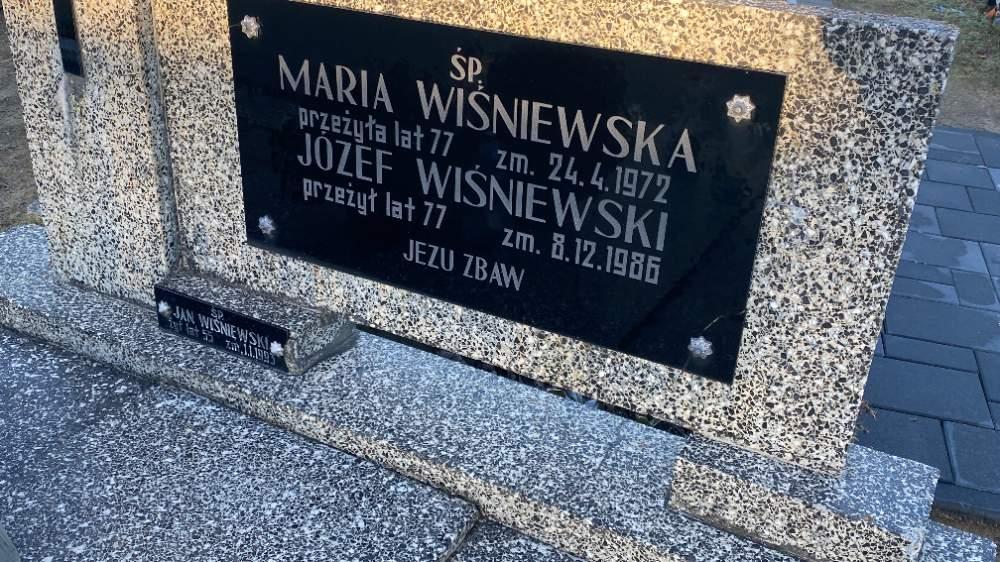 ŚP.
MARIA WIŚNIEWSKA
przeżyła lat 77 zm. 24.4.1972
JÓZEF WIŚNIEWSKI
przeżył lat 77 zm. 8.12.1986
JEZU ZBAW
ŚP.
JAN WIŚNIEWSKI
zm.